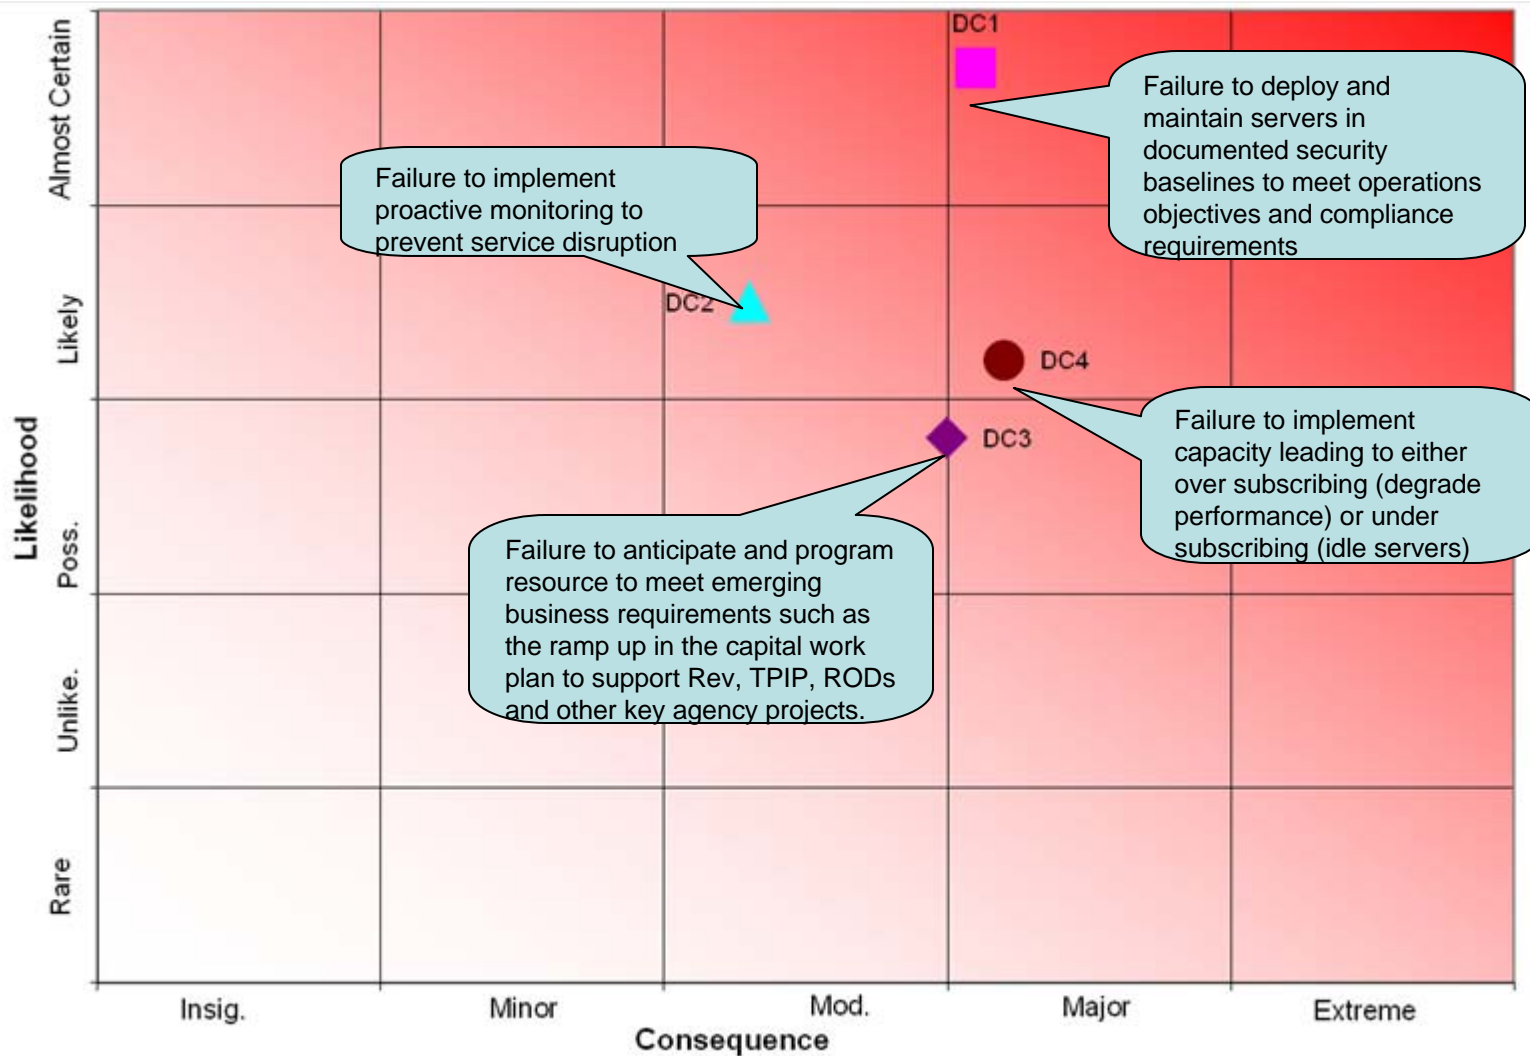 DC1
Failure to deploy and
maintain servers in
documented security
baselines to meet operations
objectives and compliance
requirements
Failure to implement
proactive monitoring to
prevent service disruption
DC2
DC4
DC3
Failure to implement
capacity leading to either
over subscribing (degrade
performance) or under
subscribing (idle servers)
Failure to anticipate and program
resource to meet emerging
business requirements such as
the ramp up in the capital work
plan to support Rev, TPIP, RODs
and other key agency projects.
Likelihood
Almost Certain
Likely
Poss.
Unlike.
Rare
Insig.
Minor
Mod.
Major
Extreme
Consequence